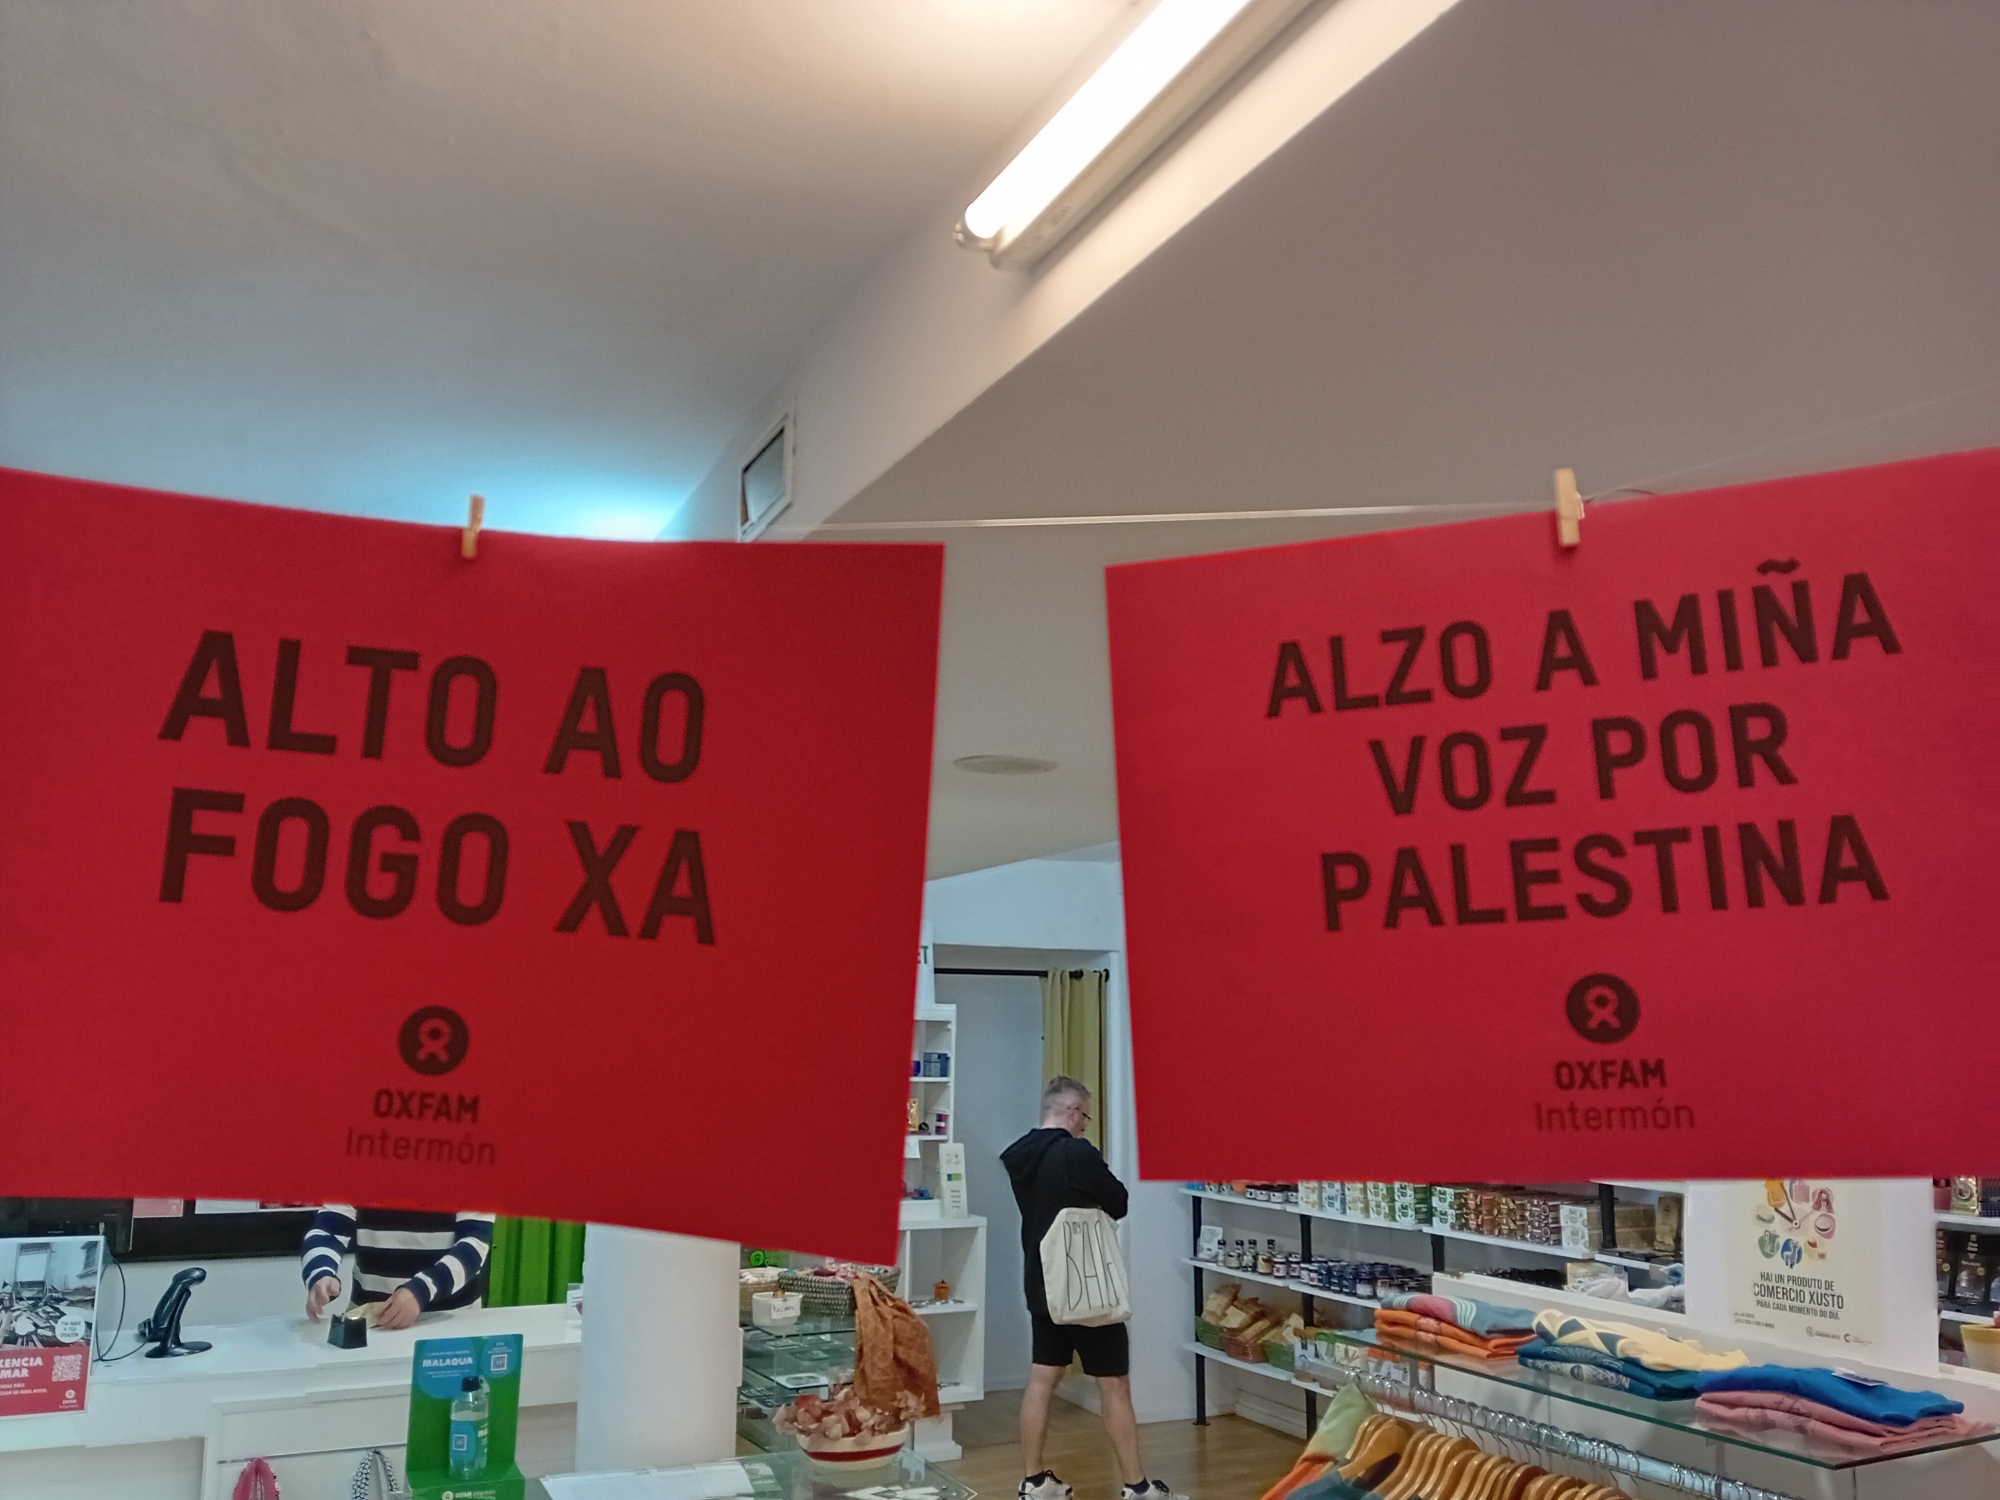 ALTO AO
FOGO XA
OXFAM
Intermón
ALZO A MIÑA
VOZ POR
PALESTINA
OXFAM
Intermón
BAG
MALAQUA
HAI UN PRODUTO DE
COMERCIO XUSTO
PARA CADA MOMENTO DO DÍA